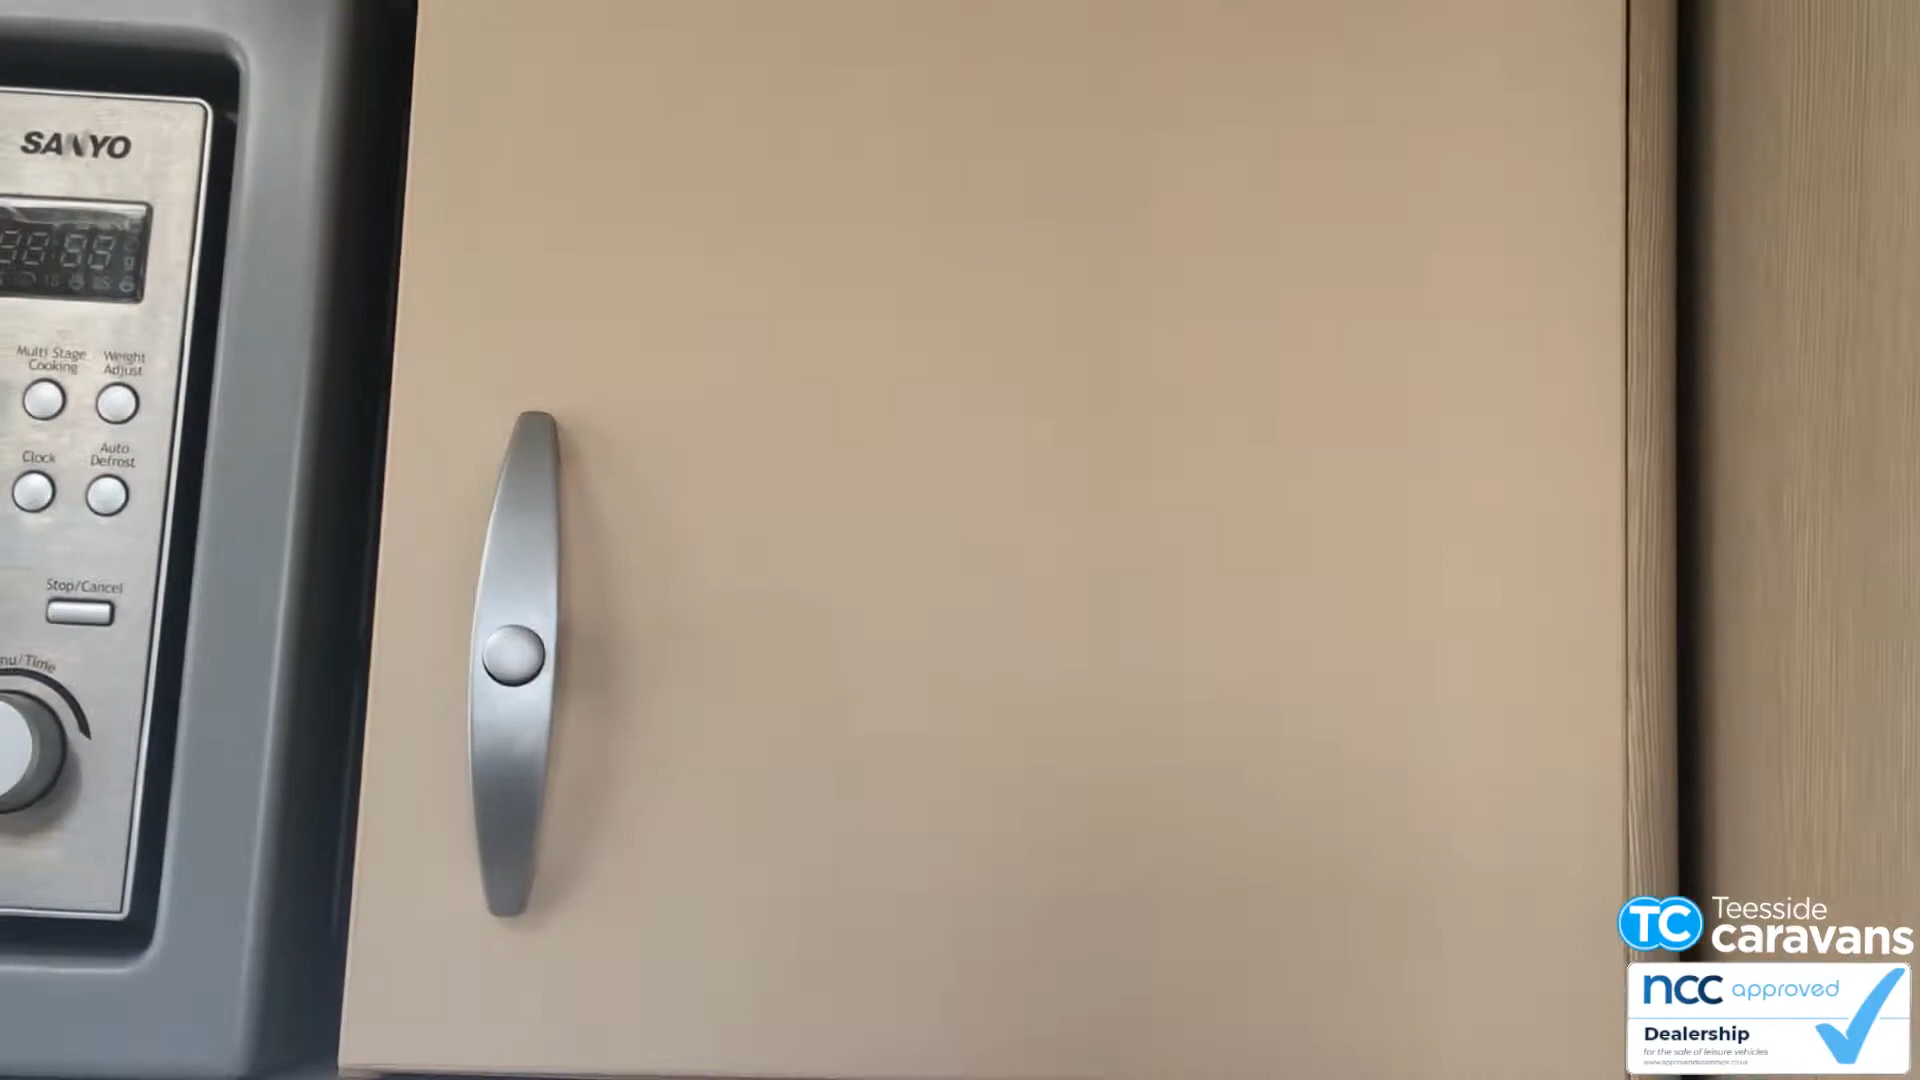 SANYO
Multi Stage Cooking
Weight Adjust
Clock
Auto Defrost
Stop/Cancel
Teesside
caravans
TC
ncc approved
Dealership
for the sale of leisure vehicles